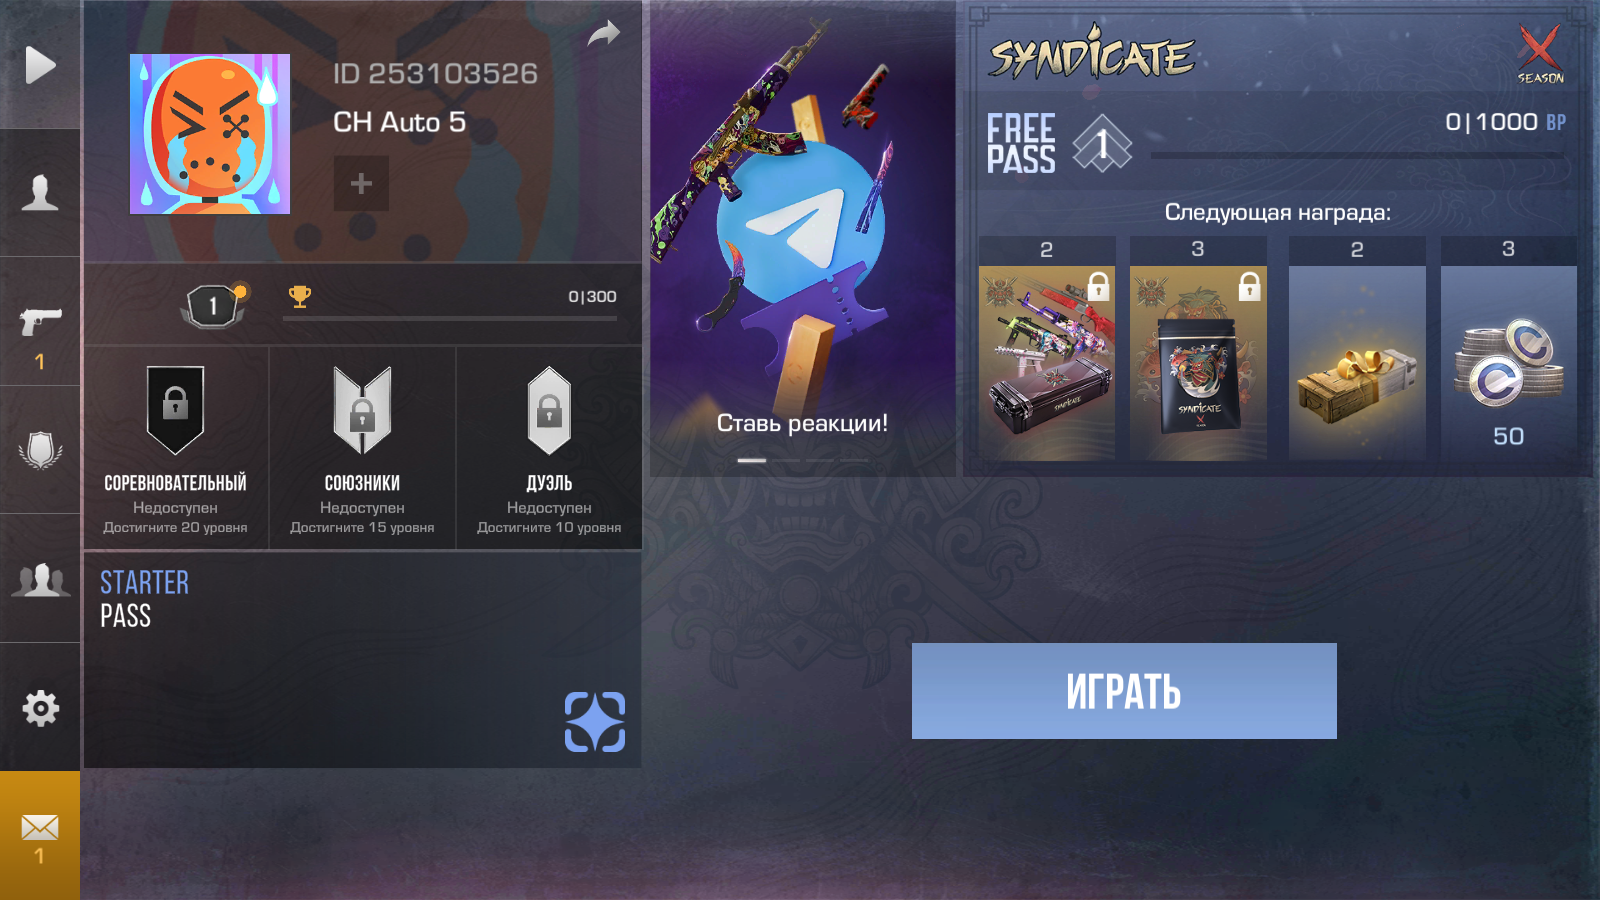 ID 253103526
CH Auto 5
1
0|300
СОРЕВНОВАТЕЛЬНЫЙ
Недоступен
Достигните 20 уровня
СОЮЗНИКИ
Недоступен
Достигните 15 уровня
ДУЭЛЬ
Недоступен
Достигните 10 уровня
STARTER
PASS
1
1
Ставь реакции!
SYNDICATE
X
SEASON
FREE
PASS
1
0|1000 BP
Следующая награда:
2
3
2
3
SYNDICATE
SYNDICATE
50
ИГРАТЬ